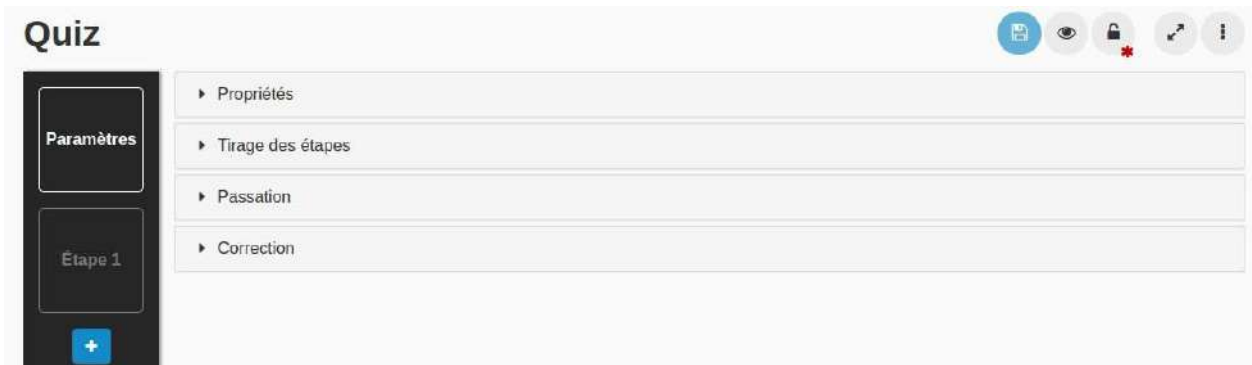 Quiz
Paramètres
Étape 1
Propriétés
Tirage des étapes
Passation
Correction